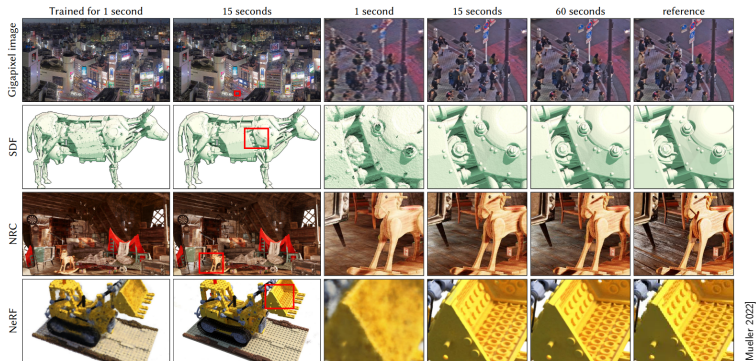 Trained for 1 second 15 seconds 1 second 15 seconds 60 seconds reference
Gigapixel image
SDF
NRC
NeRF
Mueller 2022]